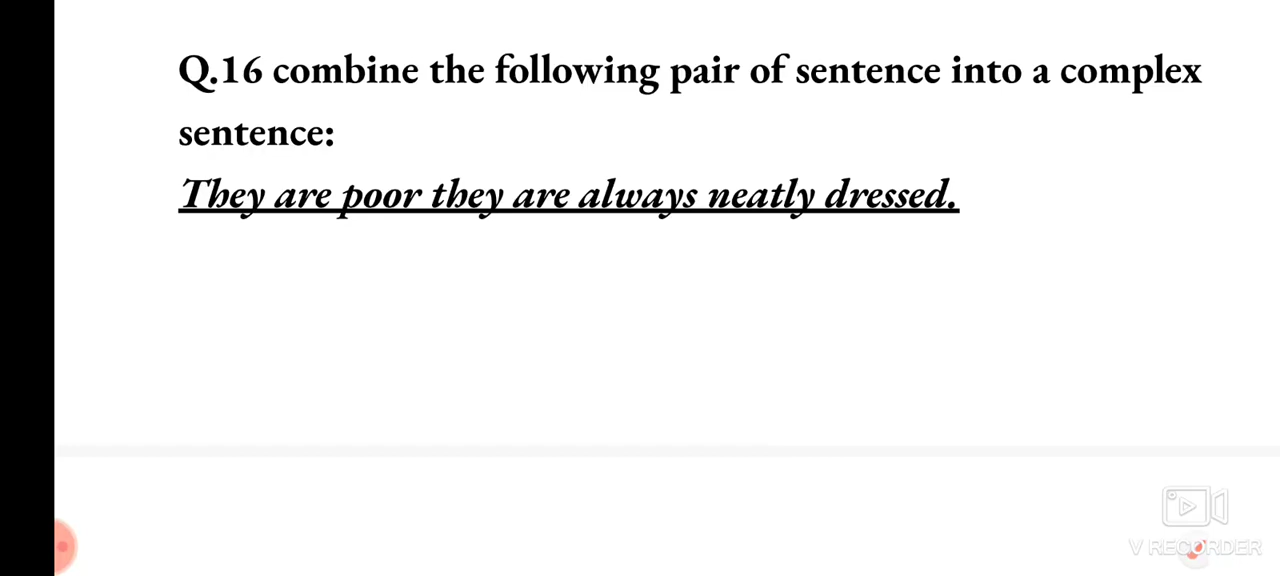 Q.16 combine the following pair of sentence into a complex
sentence:
They are poor they are always neatly dressed.
V RECORDER